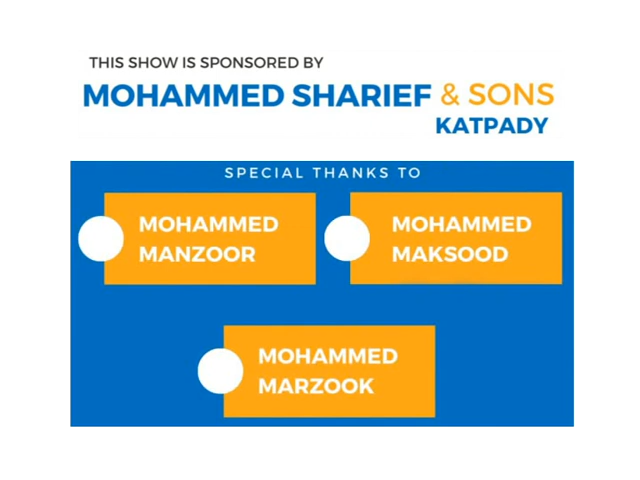 THIS SHOW IS SPONSORED BY
MOHAMMED SHARIEF & SONS
KATPADY
SPECIAL THANKS TO
MOHAMMED
MANZOOR
MOHAMMED
MAKSOOD
MOHAMMED
MARZOOK